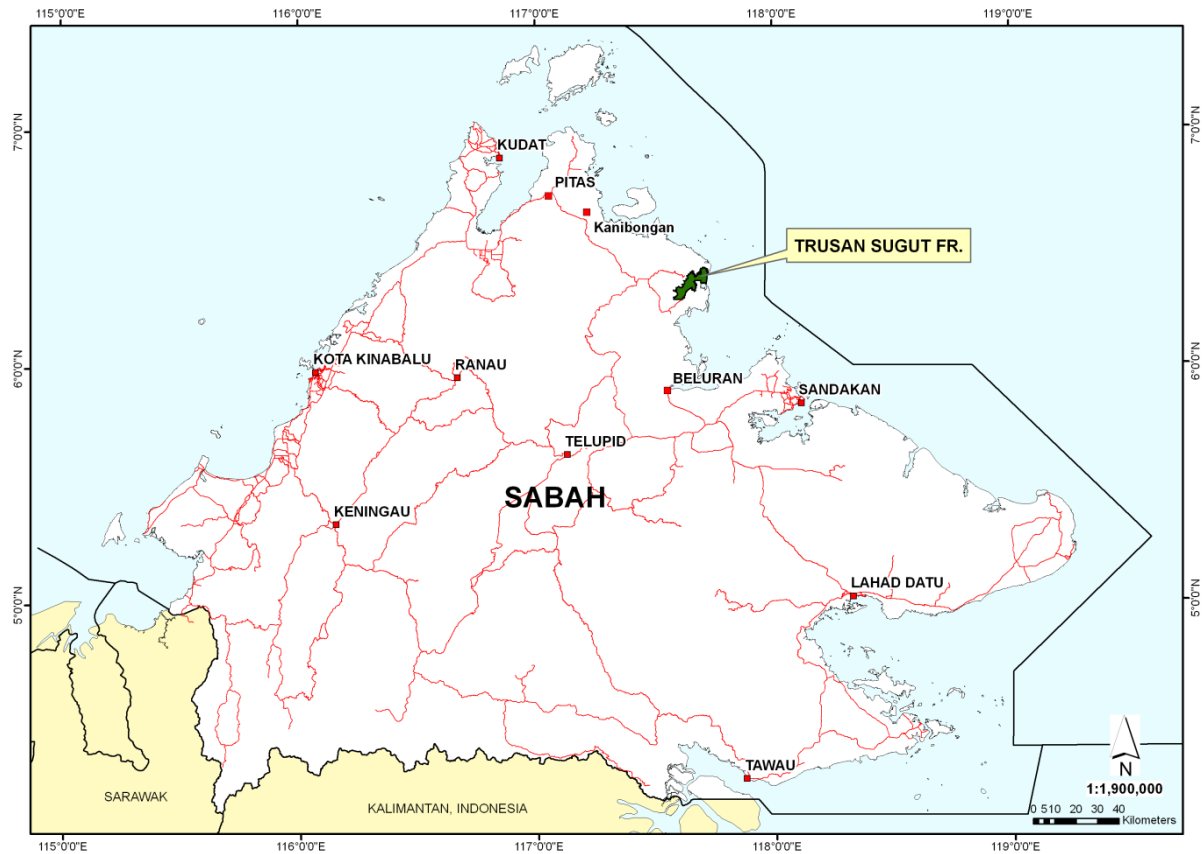 115°0'0"E 116°0'0"E 117°0'0"E 118°0'0"E 119°0'0"E
7°0'0"N 7°0'0"N
KUDAT
PITAS
Kanibongan
TRUSAN SUGUT FR.
6°0'0"N 6°0'0"N
KOTA KINABALU
RANAU
BELURAN
SANDAKAN
TELUPID
SABAH
KENINGAU
LAHAD DATU
5°0'0"N 5°0'0"N
TAWAU
N
1:1,900,000
SARAWAK
KALIMANTAN, INDONESIA
0 5 10 20 30 40
Kilometers
115°0'0"E 116°0'0"E 117°0'0"E 118°0'0"E 119°0'0"E